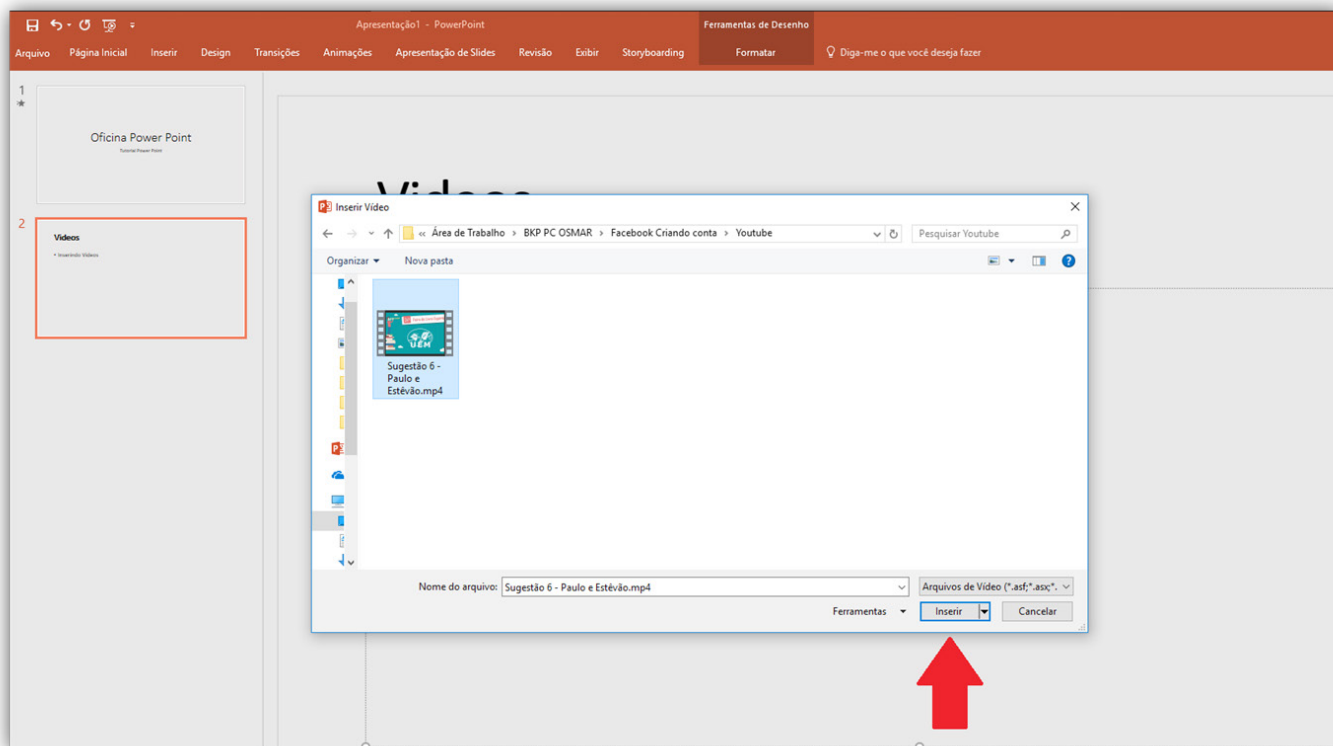 Apresentação1 - PowerPoint
Ferramentas de Desenho
Arquivo Página Inicial Inserir Design Transições Animações Apresentação de Slides Revisão Exibir Storyboarding Formatar Diga-me o que você deseja fazer
1
Oficina Power Point
Tutorial Power Point
2
Videos
• Inserindo Videos
Videos
Inserir Vídeo
« Área de Trabalho > BKP PC OSMAR > Facebook Criando conta > Youtube
Pesquisar Youtube
Organizar Nova pasta
UEM
Sugestão 6 -
Paulo e
Estêvão.mp4
Nome do arquivo: Sugestão 6 - Paulo e Estêvão.mp4 Arquivos de Vídeo (*.asf;*.asx;*.
Ferramentas Inserir Cancelar